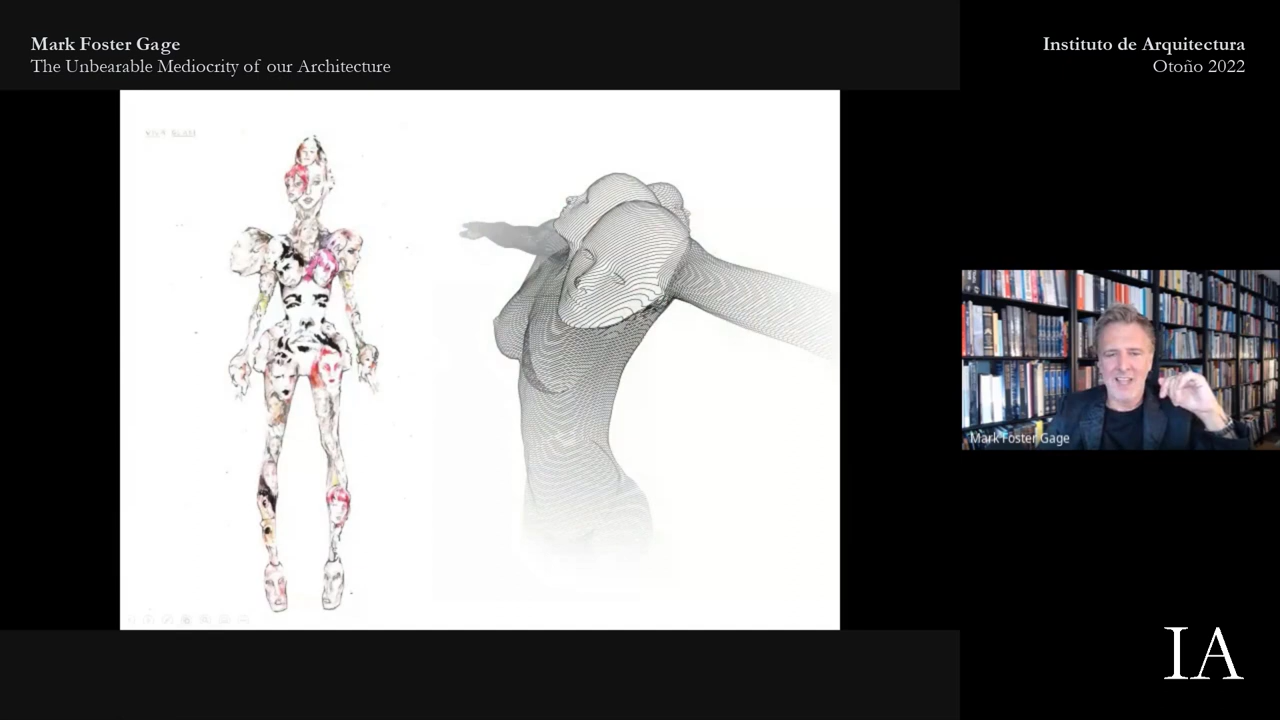 Mark Foster Gage
The Unbearable Mediocrity of our Architecture
Instituto de Arquitectura
Otoño 2022
Mark Foster Gage
IA